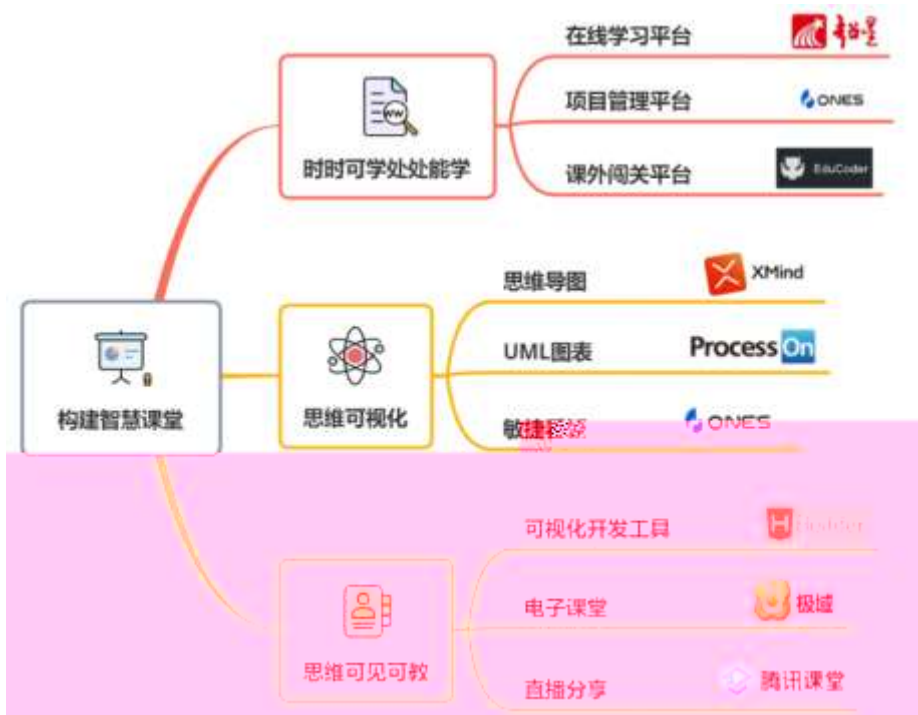 在线学习平台
项目管理平台
ONES
时时可学处处能学
课外闯关平台
EduCoder
思维导图
XMind
UML图表
ProcessOn
构建智慧课堂
思维可视化
敏捷
ONES
可视化开发工具
电子课堂
极域
思维可见可教
直播分享
腾讯课堂